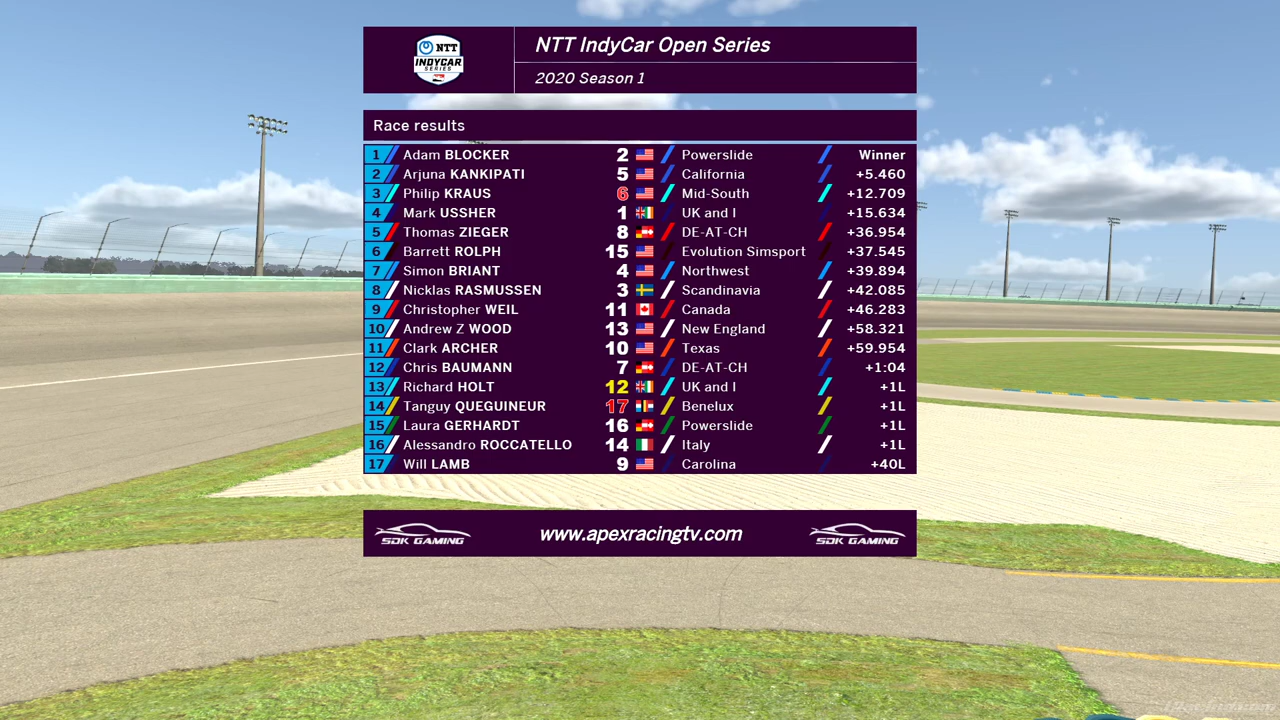 NTT
INDYCAR
SERIES
NTT IndyCar Open Series
2020 Season 1
Race results
1 Adam BLOCKER 2 Powerslide Winner
2 Arjuna KANKIPATI 5 California +5.460
3 Philip KRAUS 6 Mid-South +12.709
4 Mark USSHER 1 UK and I +15.634
5 Thomas ZIEGER 8 DE-AT-CH +36.954
6 Barrett ROLPH 15 Evolution Simsport +37.545
7 Simon BRIANT 4 Northwest +39.894
8 Nicklas RASMUSSEN 3 Scandinavia +42.085
9 Christopher WEIL 11 Canada +46.283
10 Andrew Z WOOD 13 New England +58.321
11 Clark ARCHER 10 Texas +59.954
12 Chris BAUMANN 7 DE-AT-CH +1:04
13 Richard HOLT 12 UK and I +1L
14 Tanguy QUEGUINEUR 17 Benelux +1L
15 Laura GERHARDT 16 Powerslide +1L
16 Alessandro ROCCATELLO 14 Italy +1L
17 Will LAMB 9 Carolina +40L
SDK GAMING www.apexracingtv.com SDK GAMING